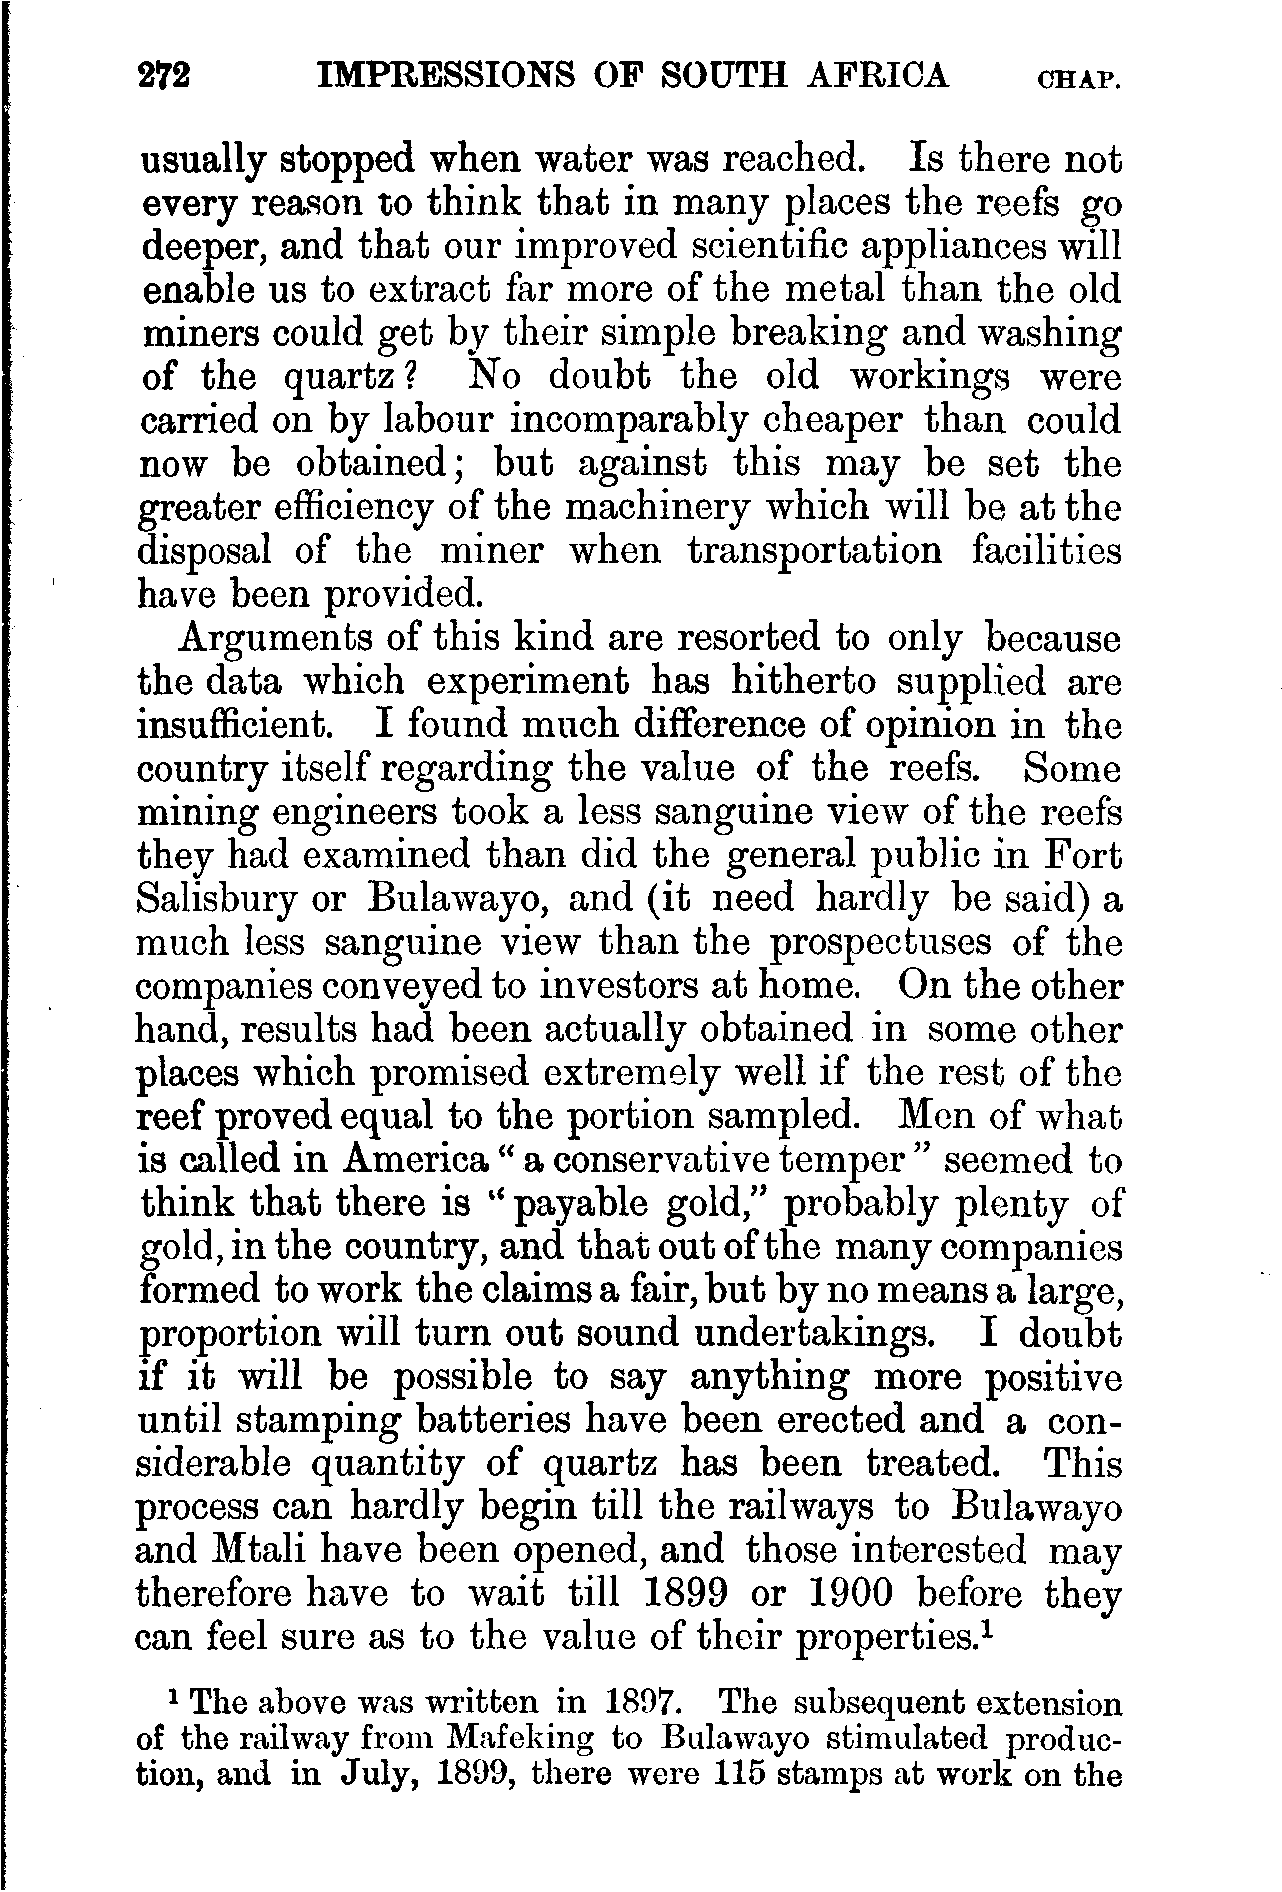 272 IMPRESSIONS OF SOUTH AFRICA CHAP.
usually stopped when water was reached. Is there not
every reason to think that in many places the reefs go
deeper, and that our improved scientific appliances will
enable us to extract far more of the metal than the old
miners could get by their simple breaking and washing
of the quartz? No doubt the old workings were
carried on by labour incomparably cheaper than could
now be obtained; but against this may be set the
greater efficiency of the machinery which will be at the
disposal of the miner when transportation facilities
have been provided.
Arguments of this kind are resorted to only because
the data which experiment has hitherto supplied are
insufficient. I found much difference of opinion in the
country itself regarding the value of the reefs. Some
mining engineers took a less sanguine view of the reefs
they had examined than did the general public in Fort
Salisbury or Bulawayo, and (it need hardly be said) a
much less sanguine view than the prospectuses of the
companies conveyed to investors at home. On the other
hand, results had been actually obtained in some other
places which promised extremely well if the rest of the
reef proved equal to the portion sampled. Men of what
is called in America "a conservative temper" seemed to
think that there is "payable gold," probably plenty of
gold, in the country, and that out of the many companies
formed to work the claims a fair, but by no means a large,
proportion will turn out sound undertakings. I doubt
if it will be possible to say anything more positive
until stamping batteries have been erected and a con-
siderable quantity of quartz has been treated. This
process can hardly begin till the railways to Bulawayo
and Mtali have been opened, and those interested may
therefore have to wait till 1899 or 1900 before they
can feel sure as to the value of their properties.¹
¹ The above was written in 1897. The subsequent extension
of the railway from Mafeking to Bulawayo stimulated produc-
tion, and in July, 1899, there were 115 stamps at work on the